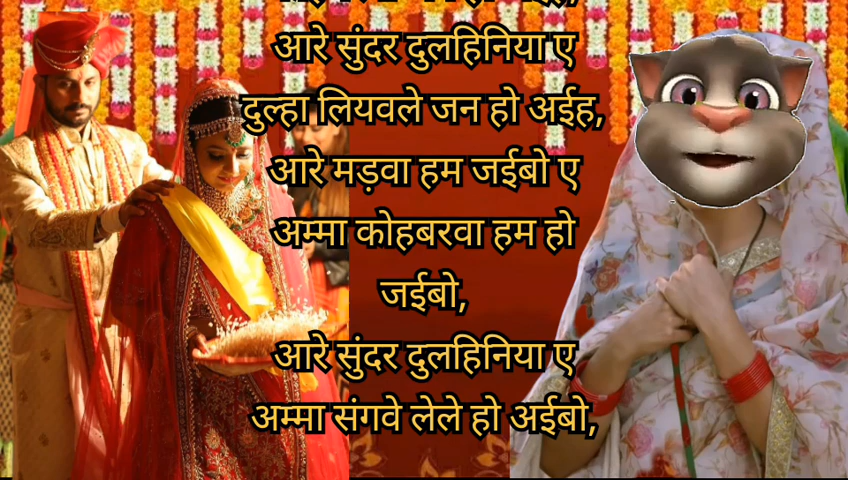 आरे सुंदर दुलहिनिया ए
दुल्हा लियवले जन हो अईह,
आरे मड़वा हम जईबो ए
अम्मा कोहबरवा हम हो
जईबो,
आरे सुंदर दुलहिनिया ए
अम्मा संगवे लेले हो अईबो,